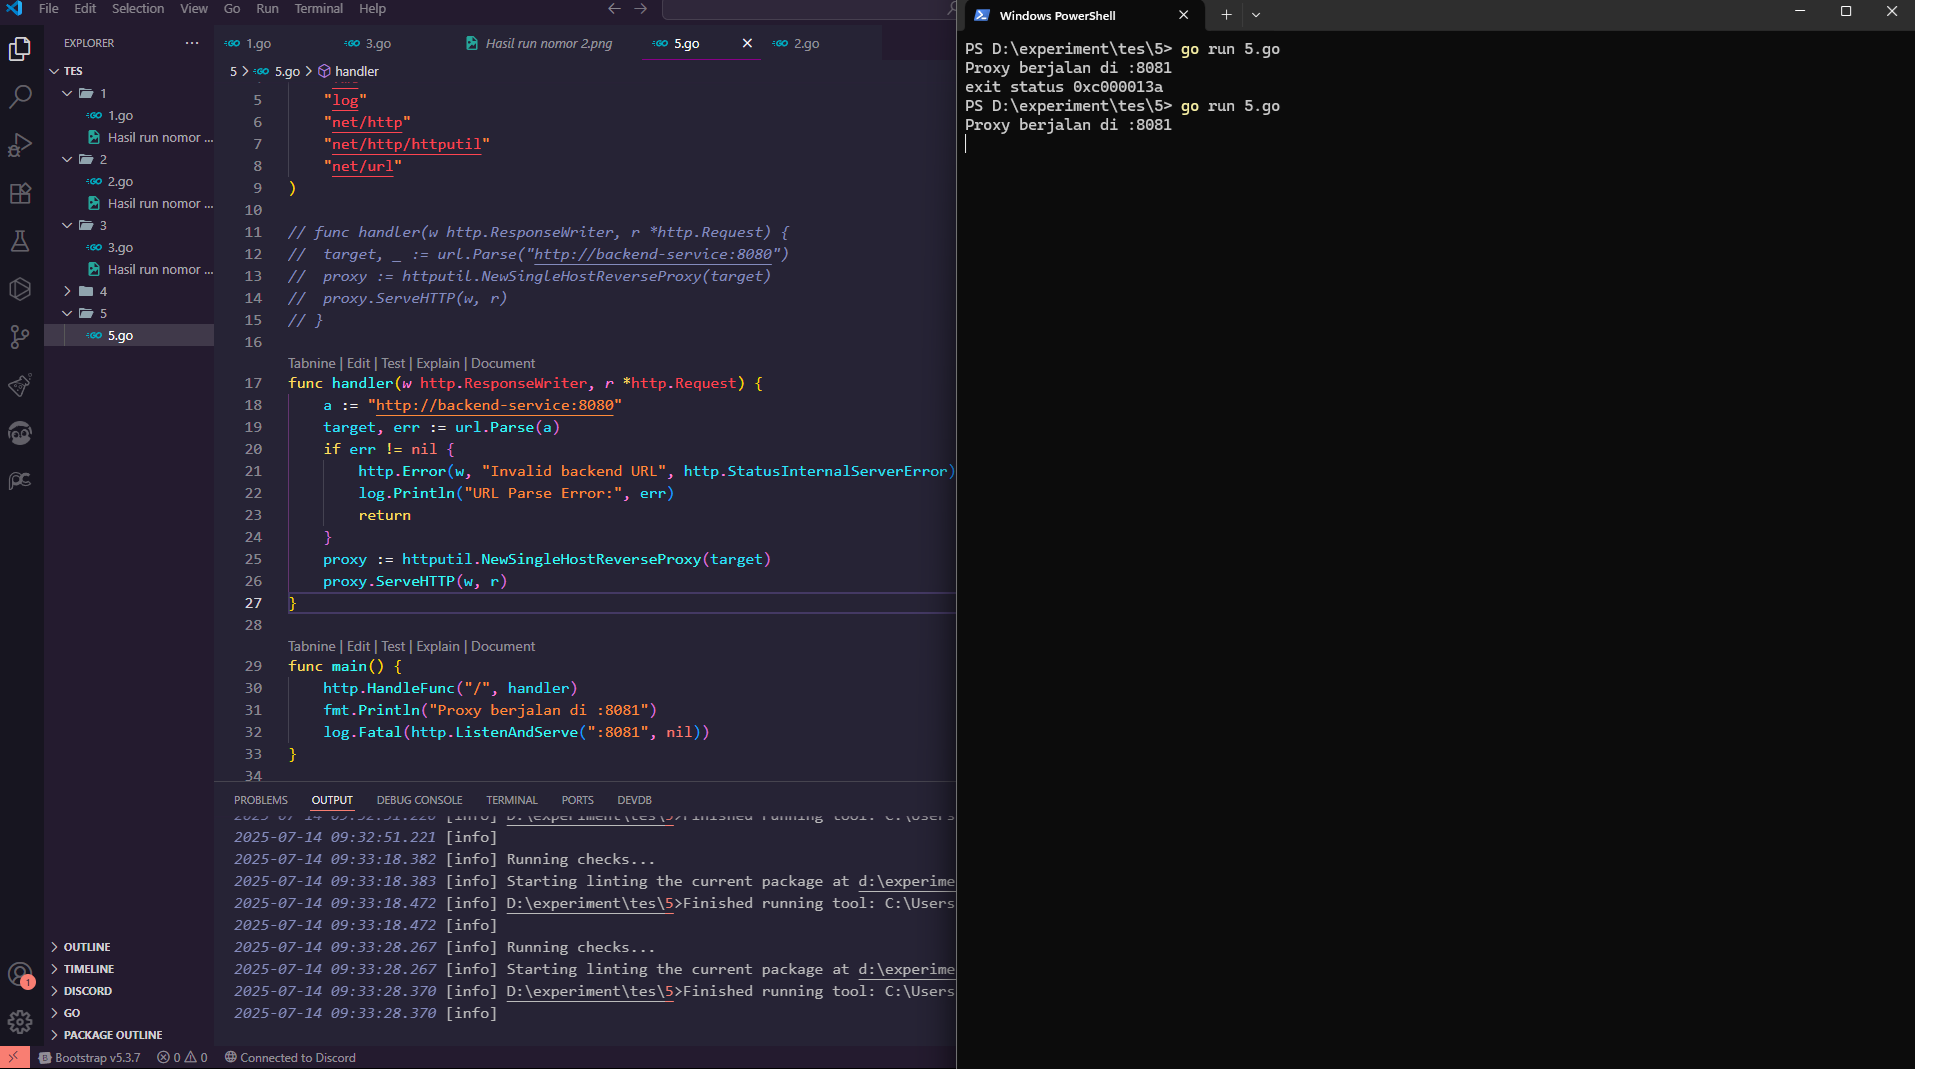 File Edit Selection View Go Run Terminal Help
EXPLORER
TES
1
1.go
Hasil run nomor ...
2
2.go
Hasil run nomor ...
3
3.go
Hasil run nomor ...
4
5
5.go
OUTLINE
TIMELINE
DISCORD
GO
PACKAGE OUTLINE
1
Bootstrap v5.3.7 0 0 Connected to Discord
1.go 3.go Hasil run nomor 2.png 5.go 2.go
5 > 5.go > handler
5 "log"
6 "net/http"
7 "net/http/httputil"
8 "net/url"
9 )
10
11 // func handler(w http.ResponseWriter, r *http.Request) {
12 // target, _ := url.Parse("http://backend-service:8080")
13 // proxy := httputil.NewSingleHostReverseProxy(target)
14 // proxy.ServeHTTP(w, r)
15 // }
16
Tabnine | Edit | Test | Explain | Document
17 func handler(w http.ResponseWriter, r *http.Request) {
18 a := "http://backend-service:8080"
19 target, err := url.Parse(a)
20 if err != nil {
21 http.Error(w, "Invalid backend URL", http.StatusInternalServerError)
22 log.Println("URL Parse Error:", err)
23 return
24 }
25 proxy := httputil.NewSingleHostReverseProxy(target)
26 proxy.ServeHTTP(w, r)
27 }
28
Tabnine | Edit | Test | Explain | Document
29 func main() {
30 http.HandleFunc("/", handler)
31 fmt.Println("Proxy berjalan di :8081")
32 log.Fatal(http.ListenAndServe(":8081", nil))
33 }
34
PROBLEMS OUTPUT DEBUG CONSOLE TERMINAL PORTS DEVDB
2025-07-14 09:32:51.220 [info] D:\experiment\tes\5>Finished running tool: C:\Users
2025-07-14 09:32:51.221 [info]
2025-07-14 09:33:18.382 [info] Running checks...
2025-07-14 09:33:18.383 [info] Starting linting the current package at d:\experime
2025-07-14 09:33:18.472 [info] D:\experiment\tes\5>Finished running tool: C:\Users
2025-07-14 09:33:18.472 [info]
2025-07-14 09:33:28.267 [info] Running checks...
2025-07-14 09:33:28.267 [info] Starting linting the current package at d:\experime
2025-07-14 09:33:28.370 [info] D:\experiment\tes\5>Finished running tool: C:\Users
2025-07-14 09:33:28.370 [info]
Windows PowerShell
PS D:\experiment\tes\5> go run 5.go
Proxy berjalan di :8081
exit status 0xc000013a
PS D:\experiment\tes\5> go run 5.go
Proxy berjalan di :8081